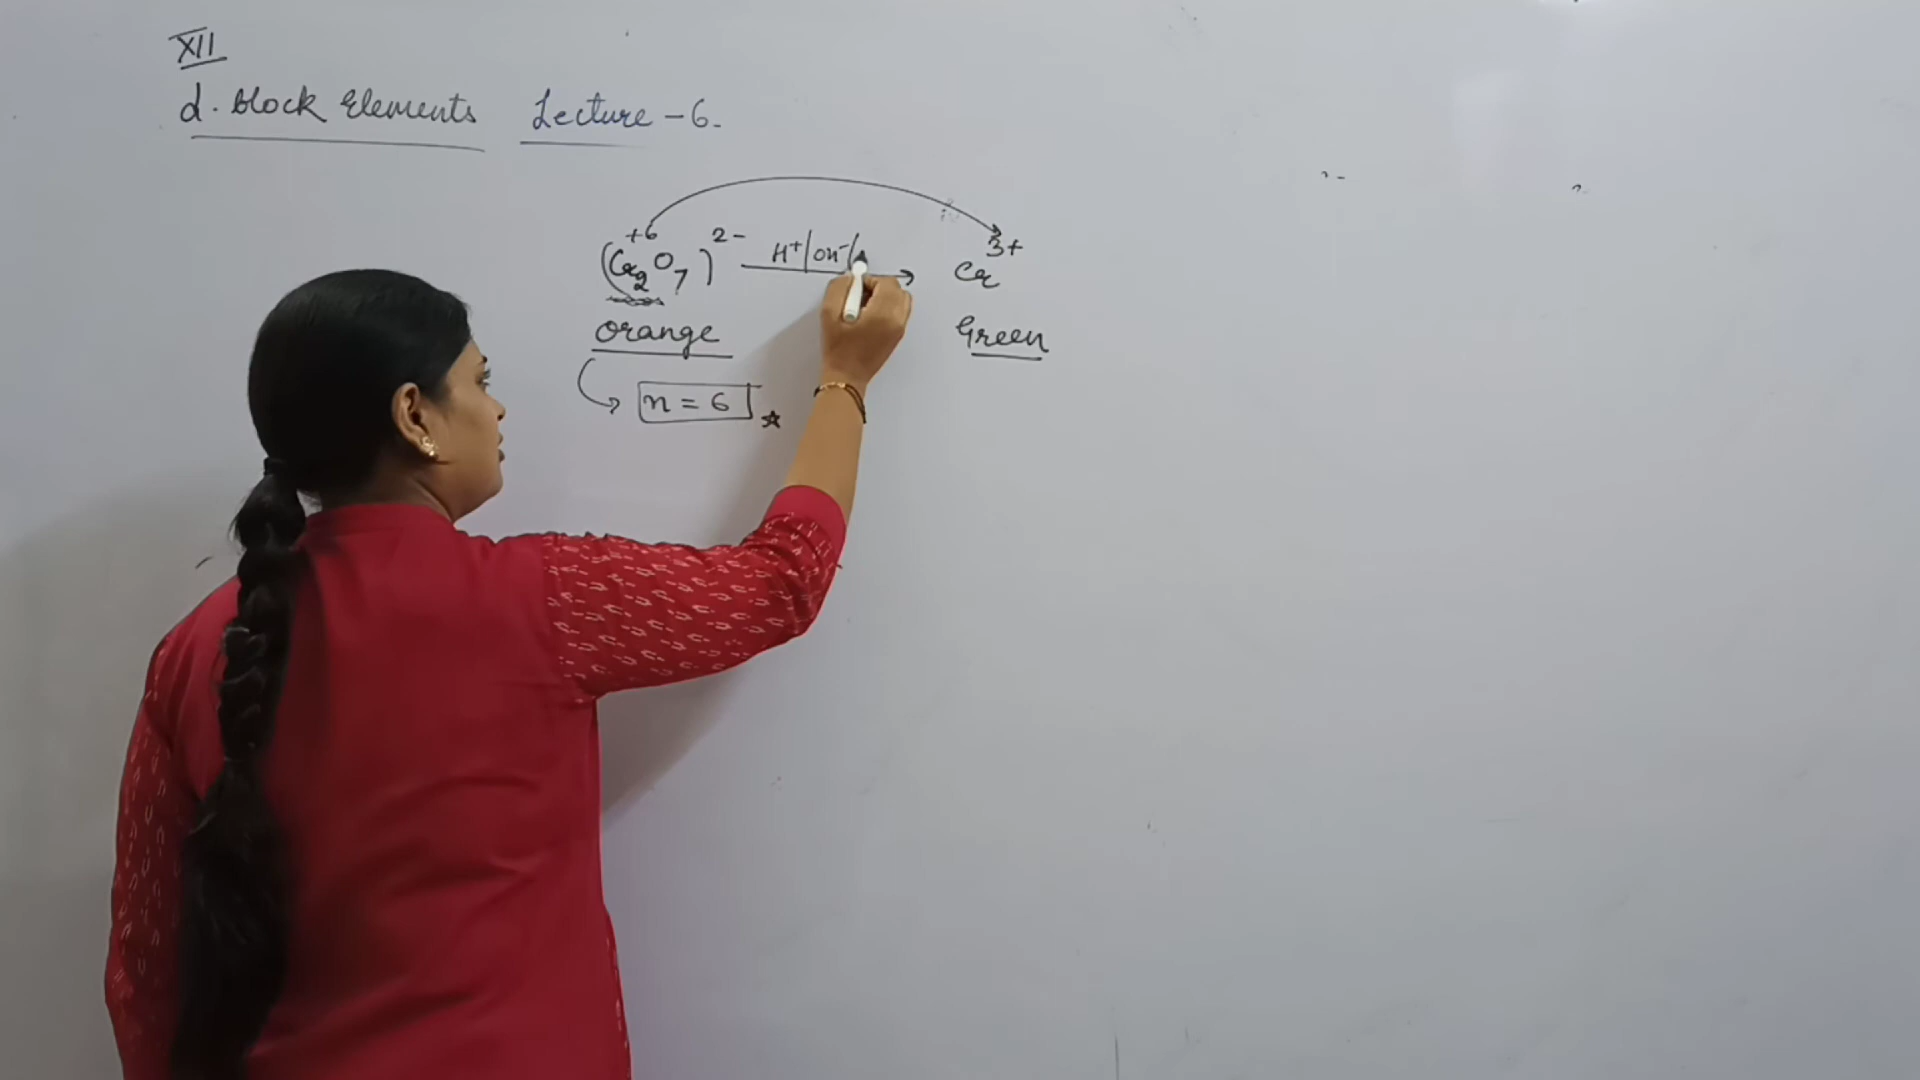 XII
d. Block Elements Lecture - 6.
+6
(Cr2O7)2- H+/OH-/ → Cr3+
Orange Green
n = 6